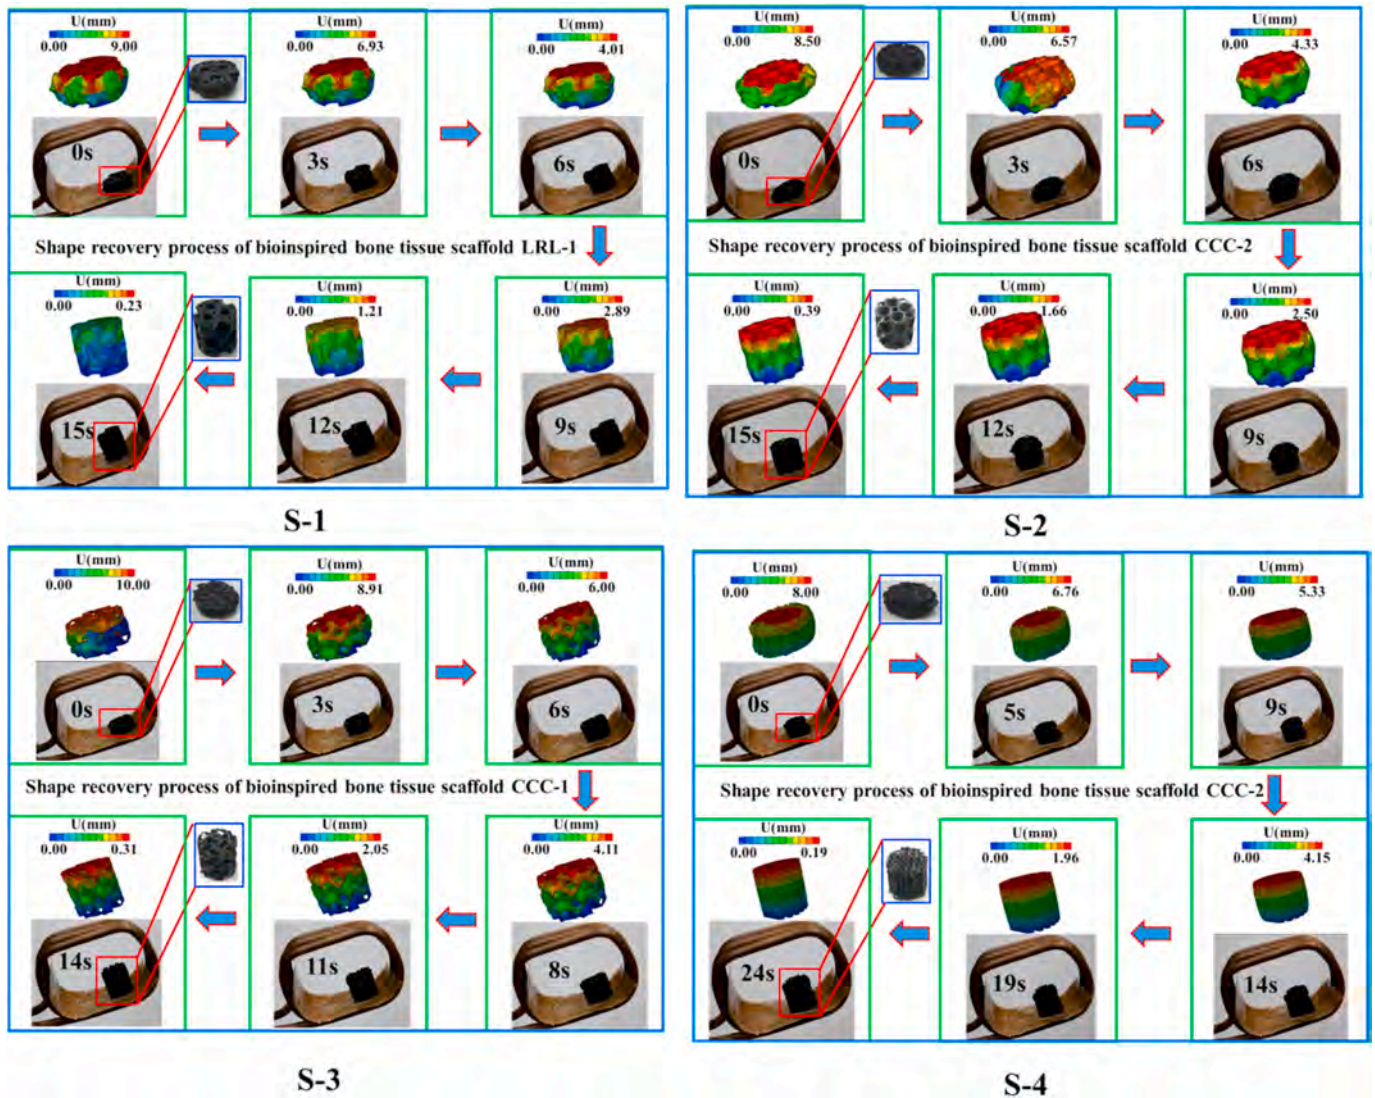 U(mm)
0.00 9.00
0s
U(mm)
0.00 6.93
3s
U(mm)
0.00 4.01
6s
Shape recovery process of bioinspired bone tissue scaffold LRL-1
U(mm)
0.00 0.23
15s
U(mm)
0.00 1.21
12s
U(mm)
0.00 2.89
9s
S-1
U(mm)
0.00 8.50
0s
U(mm)
0.00 6.57
3s
U(mm)
0.00 4.33
6s
Shape recovery process of bioinspired bone tissue scaffold CCC-2
U(mm)
0.00 0.39
15s
U(mm)
0.00 1.66
12s
U(mm)
0.00 2.50
9s
S-2
U(mm)
0.00 10.00
0s
U(mm)
0.00 8.91
3s
U(mm)
0.00 6.00
6s
Shape recovery process of bioinspired bone tissue scaffold CCC-1
U(mm)
0.00 0.31
14s
U(mm)
0.00 2.05
11s
U(mm)
0.00 4.11
8s
S-3
U(mm)
0.00 8.00
0s
U(mm)
0.00 6.76
5s
U(mm)
0.00 5.33
9s
Shape recovery process of bioinspired bone tissue scaffold CCC-2
U(mm)
0.00 0.19
24s
U(mm)
0.00 1.96
19s
U(mm)
0.00 4.15
14s
S-4